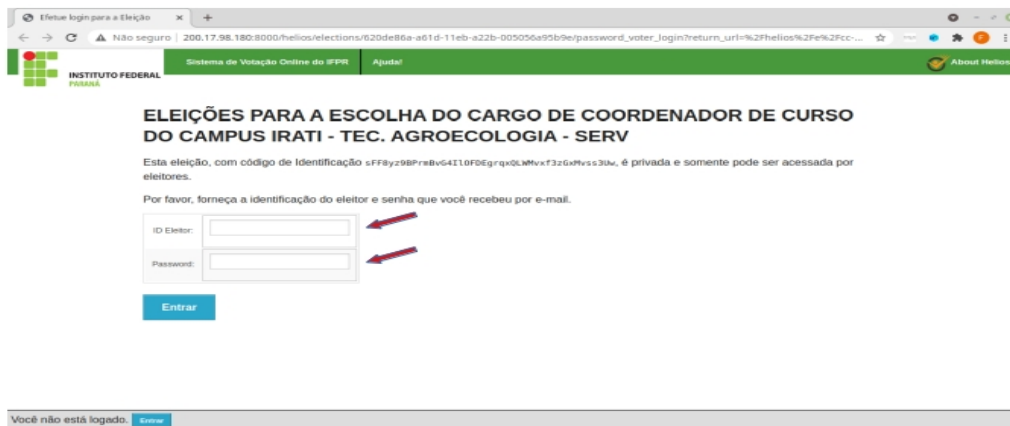 Efetue login para a Eleição
Não seguro | 200.17.98.180:8000/helios/elections/620de86a-a61d-11eb-a22b-005056a95b9e/password_voter_login?return_url=%2Fhelios%2Fe%2Fcc-...
INSTITUTO FEDERAL
PARANÁ
Sistema de Votação Online do IFPR
Ajuda!
About Helios
ELEIÇÕES PARA A ESCOLHA DO CARGO DE COORDENADOR DE CURSO
DO CAMPUS IRATI - TEC. AGROECOLOGIA - SERV
Esta eleição, com código de Identificação sFF8yz9BPrmBvG4Il0FDEgrqxQLWMvxf3zGxMvss3Uw, é privada e somente pode ser acessada por
eleitores.
Por favor, forneça a identificação do eleitor e senha que você recebeu por e-mail.
ID Eleitor:
Password:
Entrar
Você não está logado. Entrar